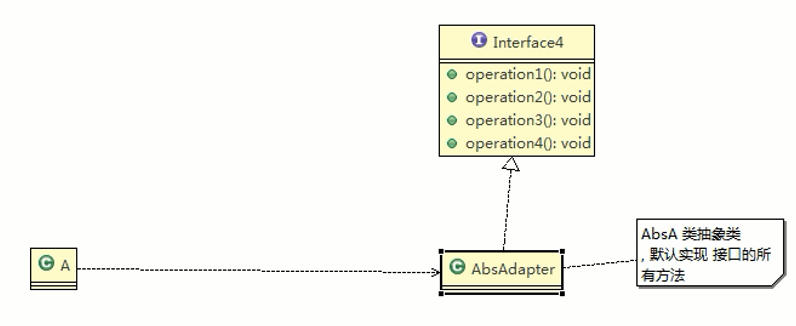 Interface4
operation1(): void
operation2(): void
operation3(): void
operation4(): void
A
AbsAdapter
AbsA 类抽象类
, 默认实现 接口的所
有方法